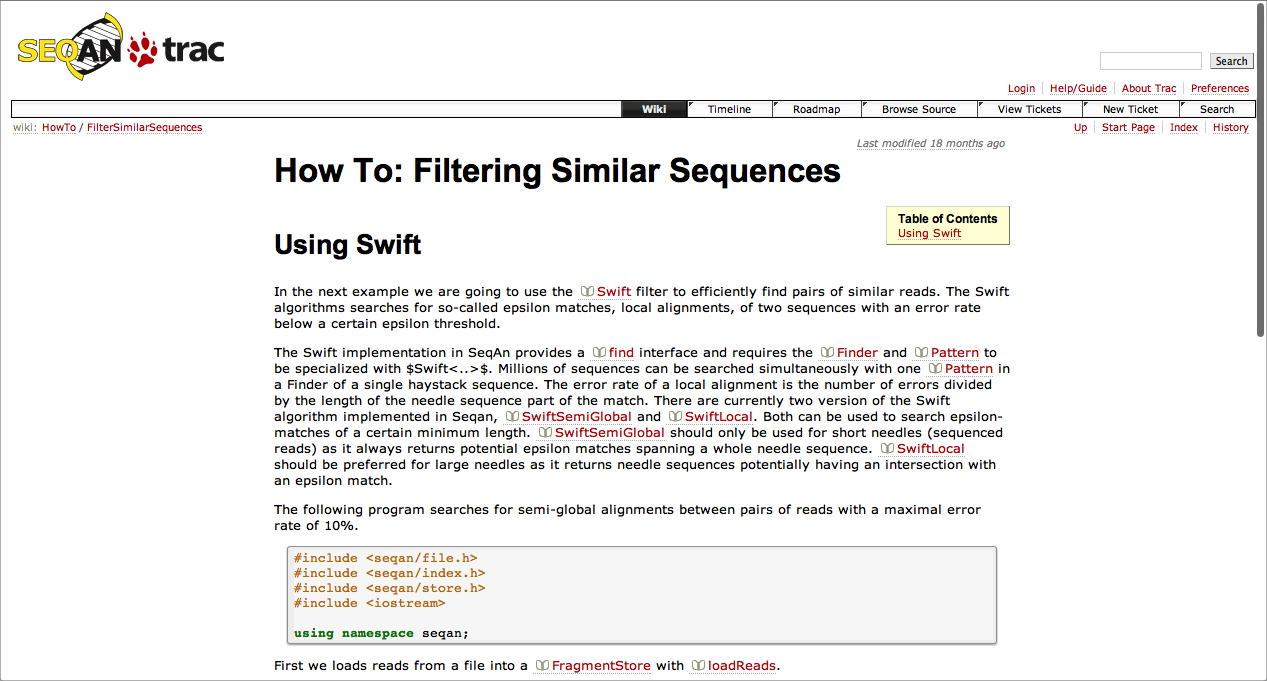 SEQAN trac
Search
Login Help/Guide About Trac Preferences
Wiki Timeline Roadmap Browse Source View Tickets New Ticket Search
wiki: HowTo / FilterSimilarSequences
Up Start Page Index History
Last modified 18 months ago
How To: Filtering Similar Sequences
Table of Contents
Using Swift
Using Swift
In the next example we are going to use the Swift filter to efficiently find pairs of similar reads. The Swift
algorithms searches for so-called epsilon matches, local alignments, of two sequences with an error rate
below a certain epsilon threshold.
The Swift implementation in SeqAn provides a find interface and requires the Finder and Pattern to
be specialized with $Swift<..>$. Millions of sequences can be searched simultaneously with one Pattern in
a Finder of a single haystack sequence. The error rate of a local alignment is the number of errors divided
by the length of the needle sequence part of the match. There are currently two version of the Swift
algorithm implemented in Seqan, SwiftSemiGlobal and SwiftLocal. Both can be used to search epsilon-
matches of a certain minimum length. SwiftSemiGlobal should only be used for short needles (sequenced
reads) as it always returns potential epsilon matches spanning a whole needle sequence. SwiftLocal
should be preferred for large needles as it returns needle sequences potentially having an intersection with
an epsilon match.
The following program searches for semi-global alignments between pairs of reads with a maximal error
rate of 10%.
#include <seqan/file.h>
#include <seqan/index.h>
#include <seqan/store.h>
#include <iostream>
using namespace seqan;
First we loads reads from a file into a FragmentStore with loadReads.